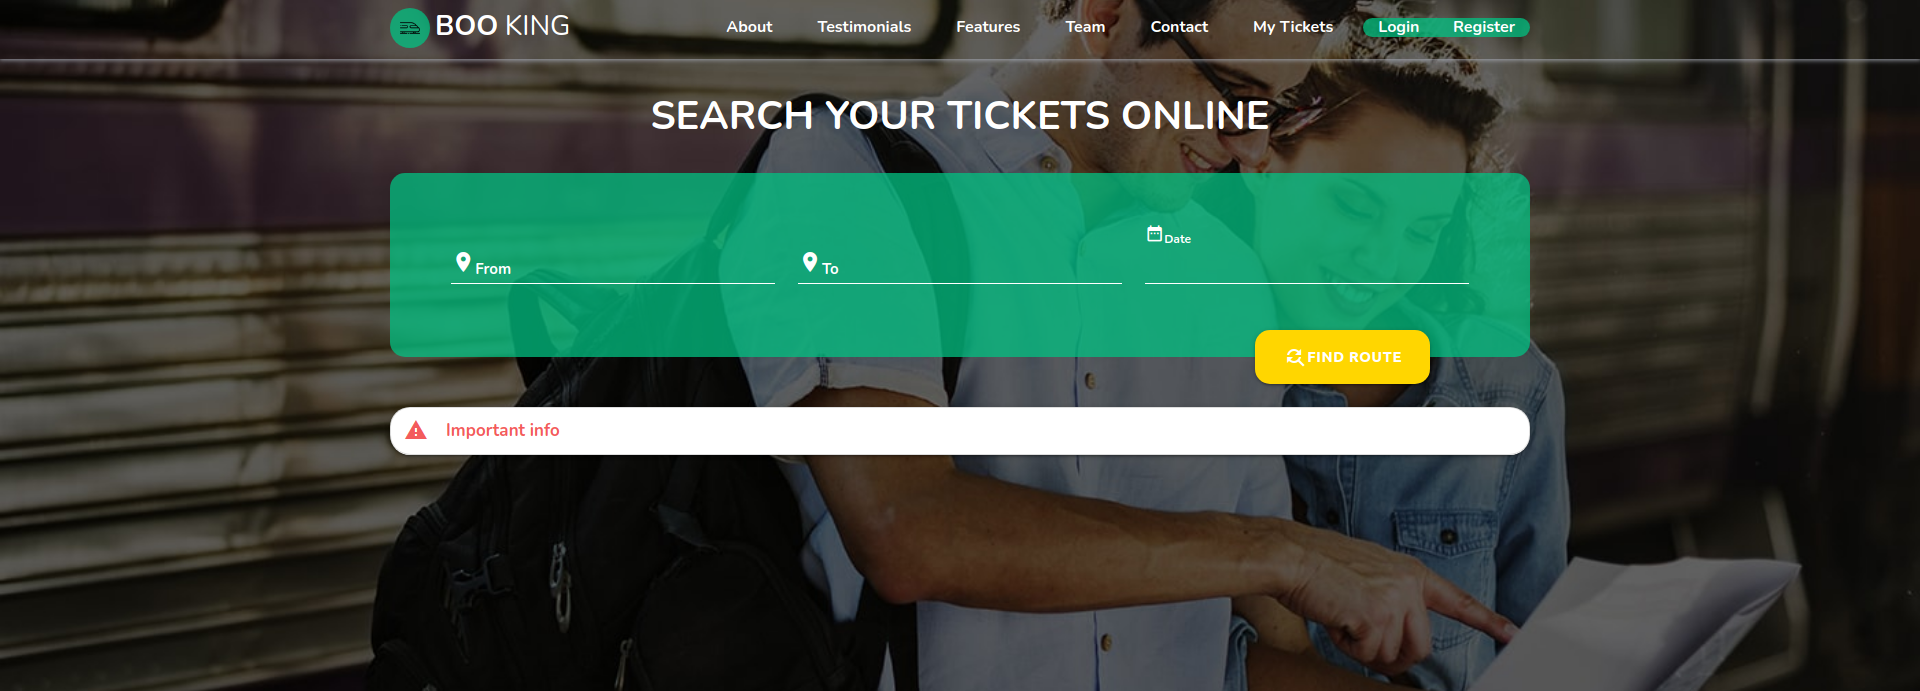 BOO KING About Testimonials Features Team Contact My Tickets Login Register
SEARCH YOUR TICKETS ONLINE
Date
From To
FIND ROUTE
Important info